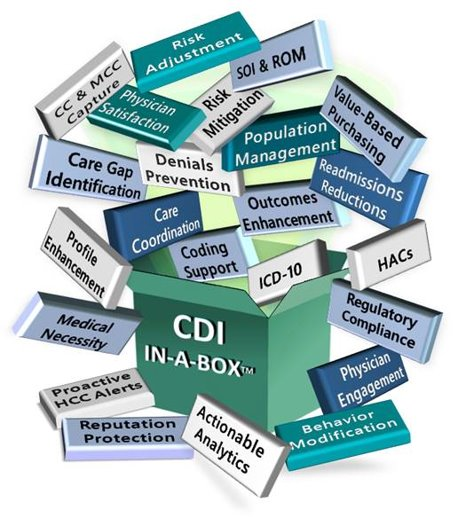 Risk
Adjustment
SOI & ROM
CC & MCC
Capture
Physician
Satisfaction
Risk
Mitigation
Value-Based
Purchasing
Population
Management
Care Gap
Identification
Denials
Prevention
Readmissions
Reductions
Care
Coordination
Outcomes
Enhancement
Profile
Enhancement
Coding
Support
ICD-10
HACs
Medical
Necessity
CDI
IN-A-BOX™
Regulatory
Compliance
Physician
Engagement
Proactive
HCC Alerts
Reputation
Protection
Actionable
Analytics
Behavior
Modification